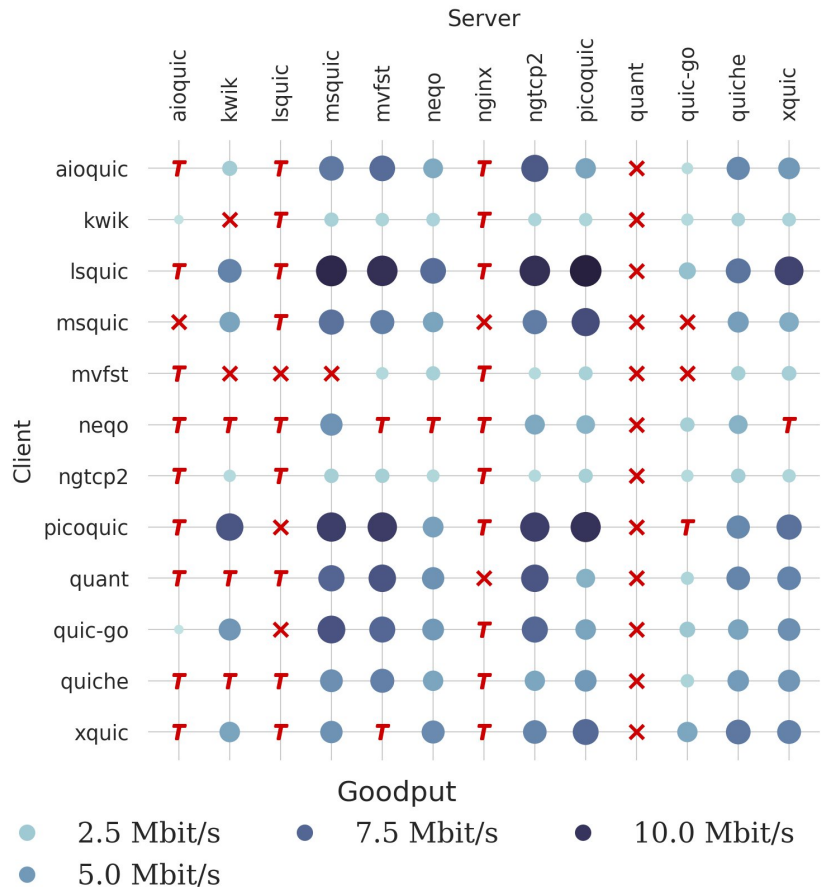 Server
aioquic kwik lsquic msquic mvfst neqo nginx ngtcp2 picoquic quant quic-go quiche xquic
Client
aioquic T T T ×
kwik × T T ×
lsquic T T T ×
msquic × T × × ×
mvfst T × × × T × ×
neqo T T T T T T × T
ngtcp2 T T T ×
picoquic T × T × T
quant T T T × ×
quic-go × T ×
quiche T T T T ×
xquic T T T T ×
Goodput
2.5 Mbit/s 7.5 Mbit/s 10.0 Mbit/s
5.0 Mbit/s